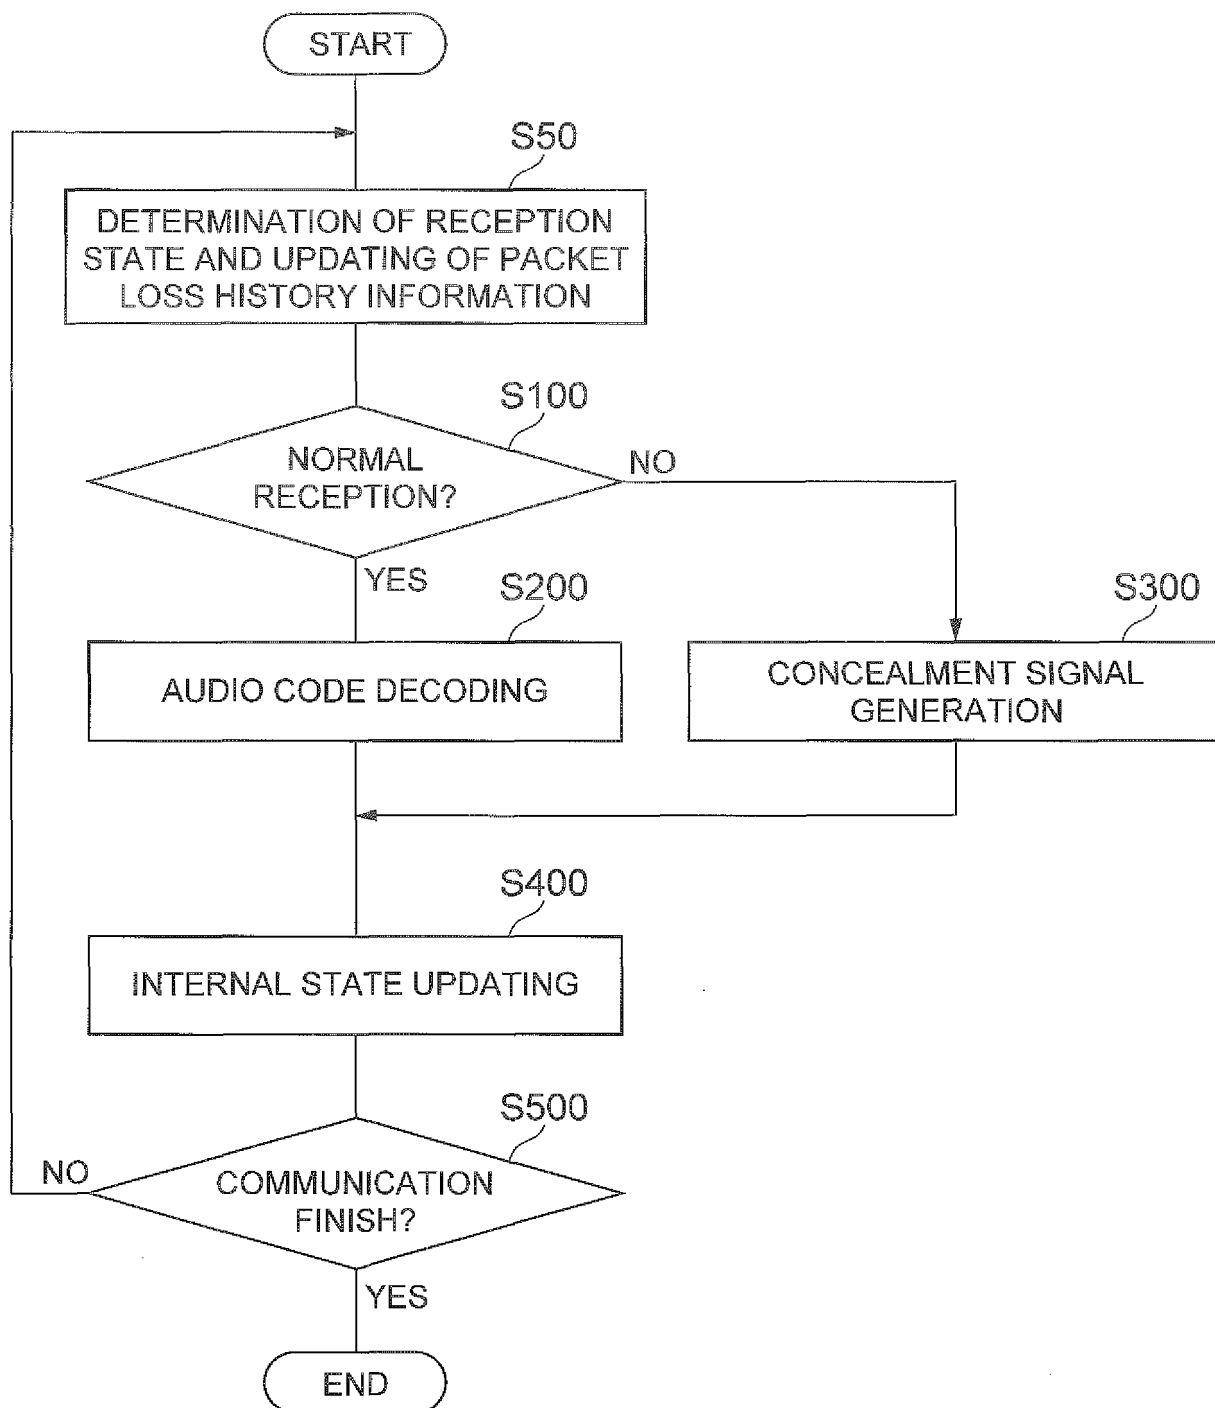 START
S50
DETERMINATION OF RECEPTION
STATE AND UPDATING OF PACKET
LOSS HISTORY INFORMATION
S100
NORMAL
RECEPTION?
NO
YES
S200
AUDIO CODE DECODING
S300
CONCEALMENT SIGNAL
GENERATION
S400
INTERNAL STATE UPDATING
S500
COMMUNICATION
FINISH?
NO
YES
END